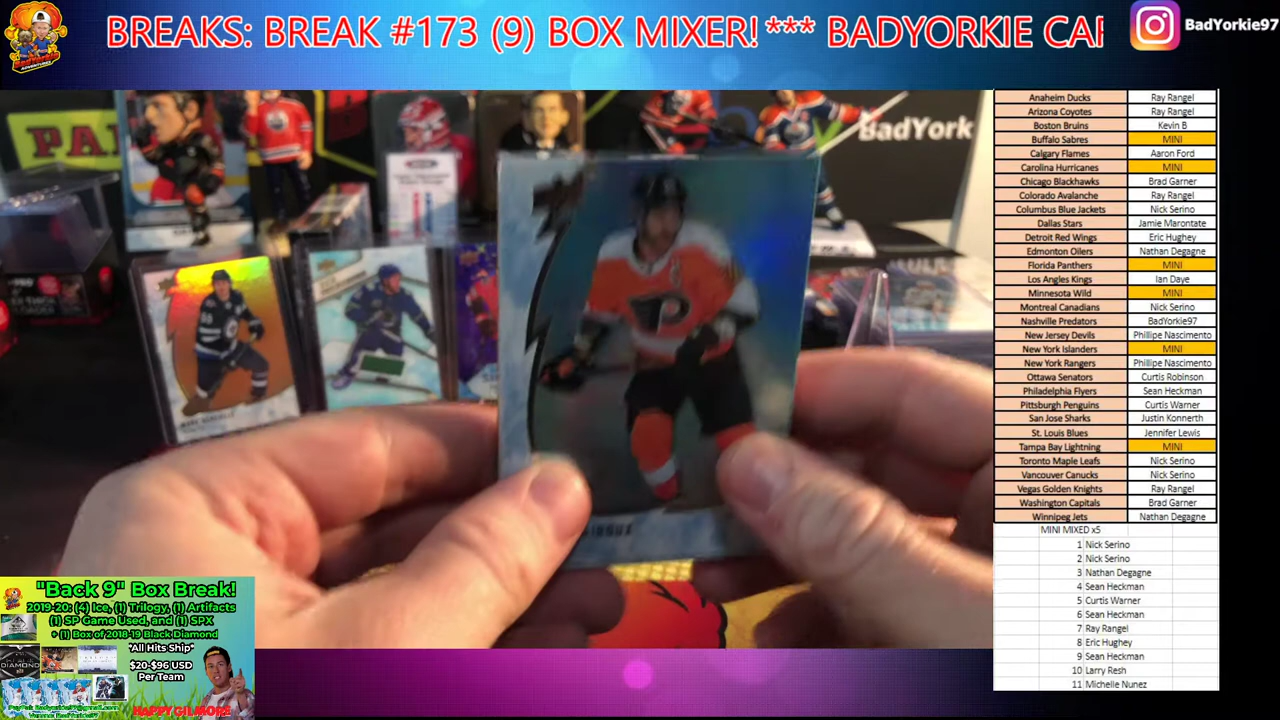 BREAKS: BREAK #173 (9) BOX MIXER! *** BADYORKIE CAR
BadYorkie97
BadYork
Anaheim Ducks Ray Rangel
Arizona Coyotes Ray Rangel
Boston Bruins Kevin B
Buffalo Sabres MINI
Calgary Flames Aaron Ford
Carolina Hurricanes MINI
Chicago Blackhawks Brad Garner
Colorado Avalanche Ray Rangel
Columbus Blue Jackets Nick Serino
Dallas Stars Jamie Marontate
Detroit Red Wings Eric Hughey
Edmonton Oilers Nathan Degagne
Florida Panthers MINI
Los Angeles Kings Ian Daye
Minnesota Wild MINI
Montreal Canadians Nick Serino
Nashville Predators BadYorkie97
New Jersey Devils Phillipe Nascimento
New York Islanders MINI
New York Rangers Phillipe Nascimento
Ottawa Senators Curtis Robinson
Philadelphia Flyers Sean Heckman
Pittsburgh Penguins Curtis Warner
San Jose Sharks Justin Konnerth
St. Louis Blues Jennifer Lewis
Tampa Bay Lightning MINI
Toronto Maple Leafs Nick Serino
Vancouver Canucks Nick Serino
Vegas Golden Knights Ray Rangel
Washington Capitals Brad Garner
Winnipeg Jets Nathan Degagne
MINI MIXED x5
1 Nick Serino
2 Nick Serino
3 Nathan Degagne
4 Sean Heckman
5 Curtis Warner
6 Sean Heckman
7 Ray Rangel
8 Eric Hughey
9 Sean Heckman
10 Larry Resh
11 Michelle Nunez
"Back 9" Box Break!
2019-20: (4) Ice, (1) Trilogy, (1) Artifacts
(1) SP Game Used, and (1) SPX
+ (1) Box of 2018-19 Black Diamond
*All Hits Ship*
$20-$96 USD
Per Team
HAPPY GILMORE